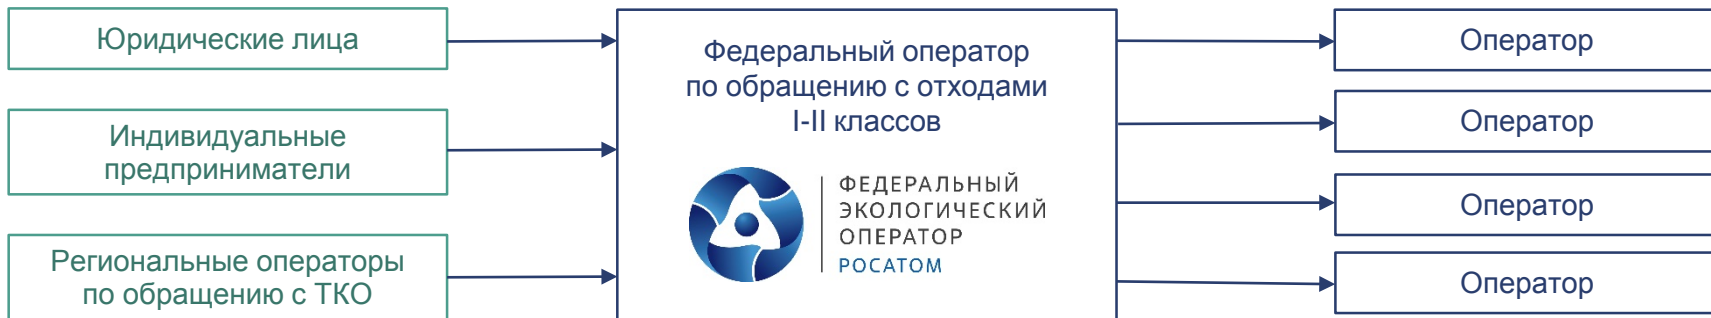 Юридические лица
Индивидуальные
предприниматели
Региональные операторы
по обращению с ТКО
Федеральный оператор
по обращению с отходами
I-II классов
ФЕДЕРАЛЬНЫЙ
ЭКОЛОГИЧЕСКИЙ
ОПЕРАТОР
РОСАТОМ
Оператор
Оператор
Оператор
Оператор